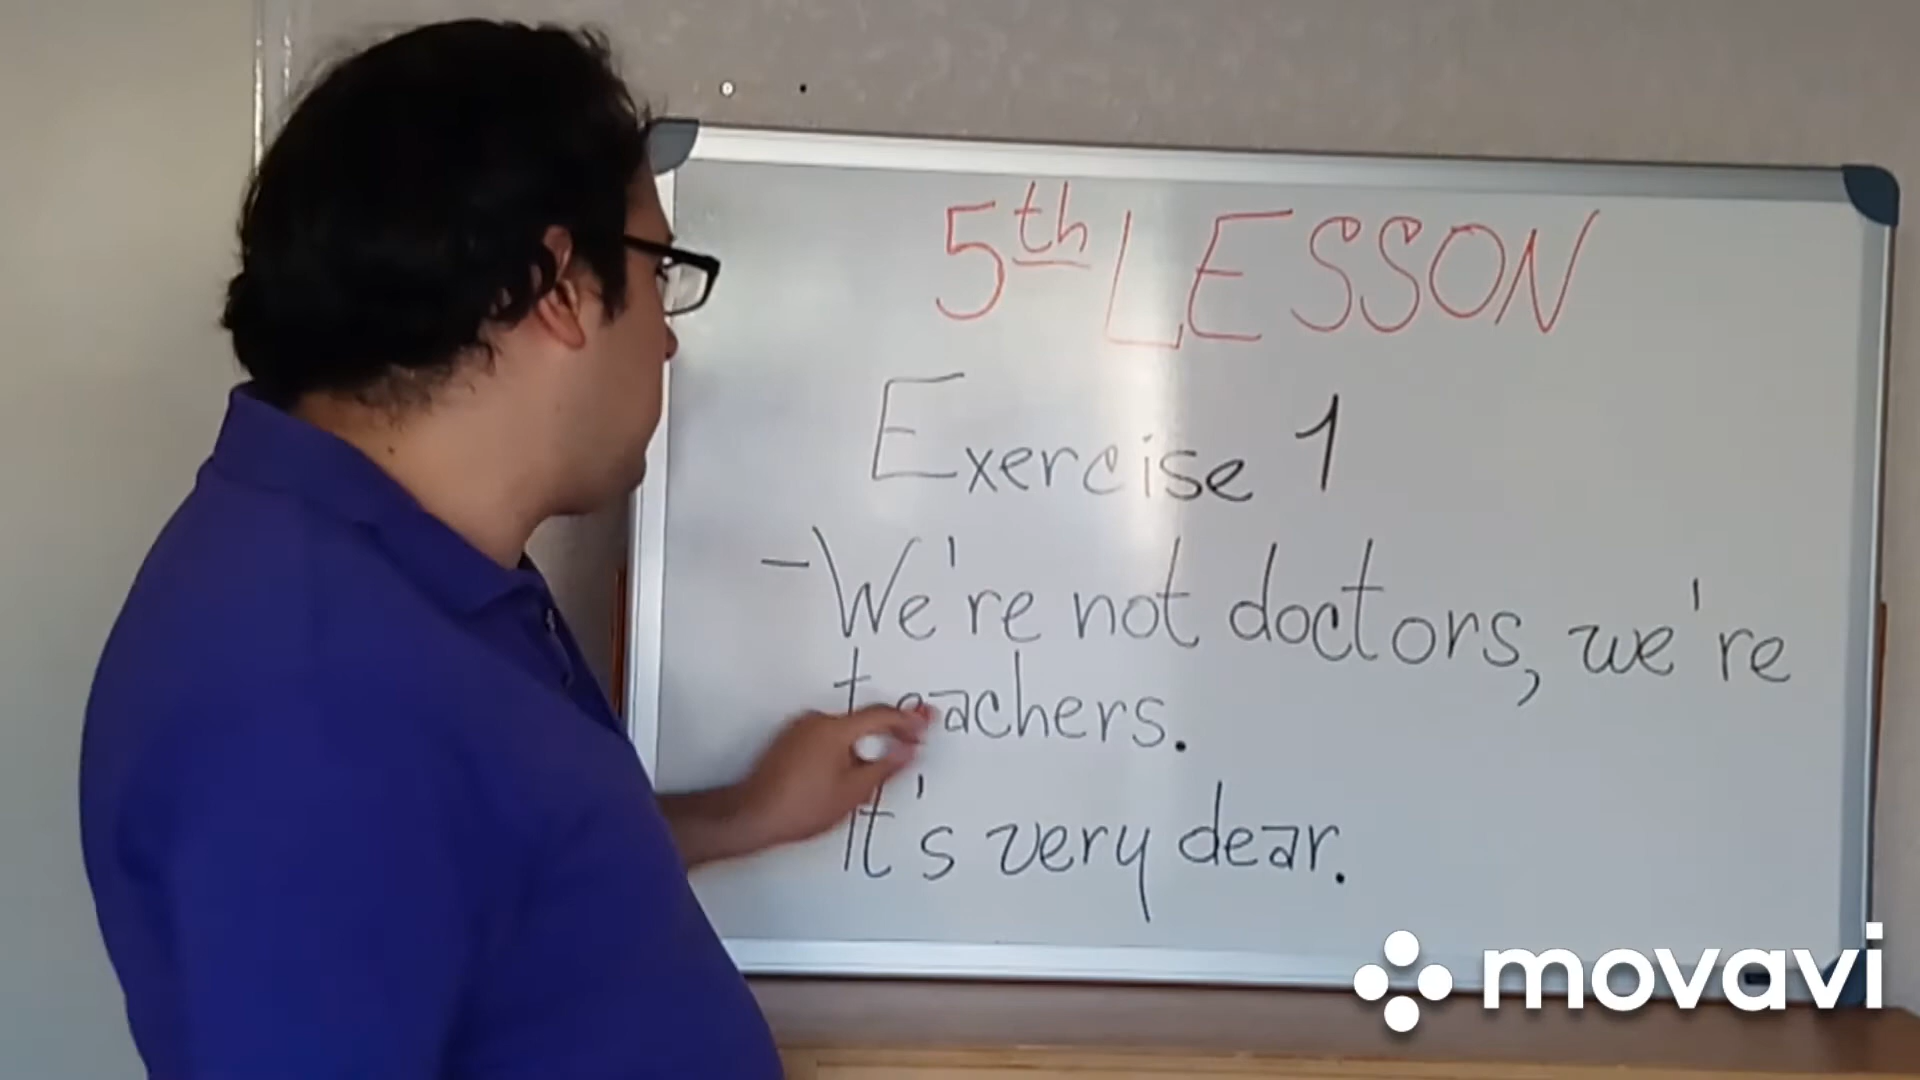 5th LESSON
Exercise 1
- We're not doctors, we're
teachers.
It's very dear.
movavi